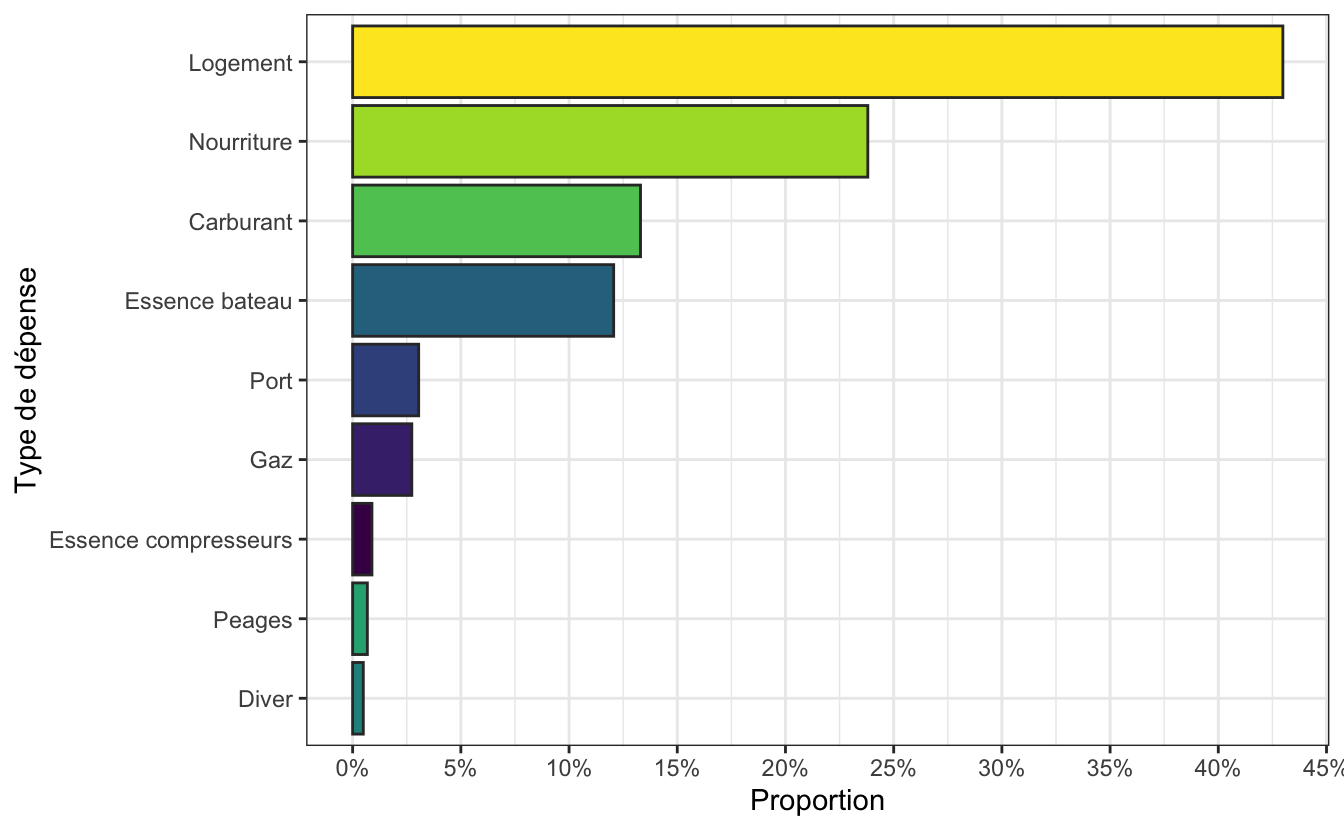 Logement
Nourriture
Carburant
Essence bateau
Port
Gaz
Essence compresseurs
Peages
Diver
Type de dépense
0% 5% 10% 15% 20% 25% 30% 35% 40% 45%
Proportion